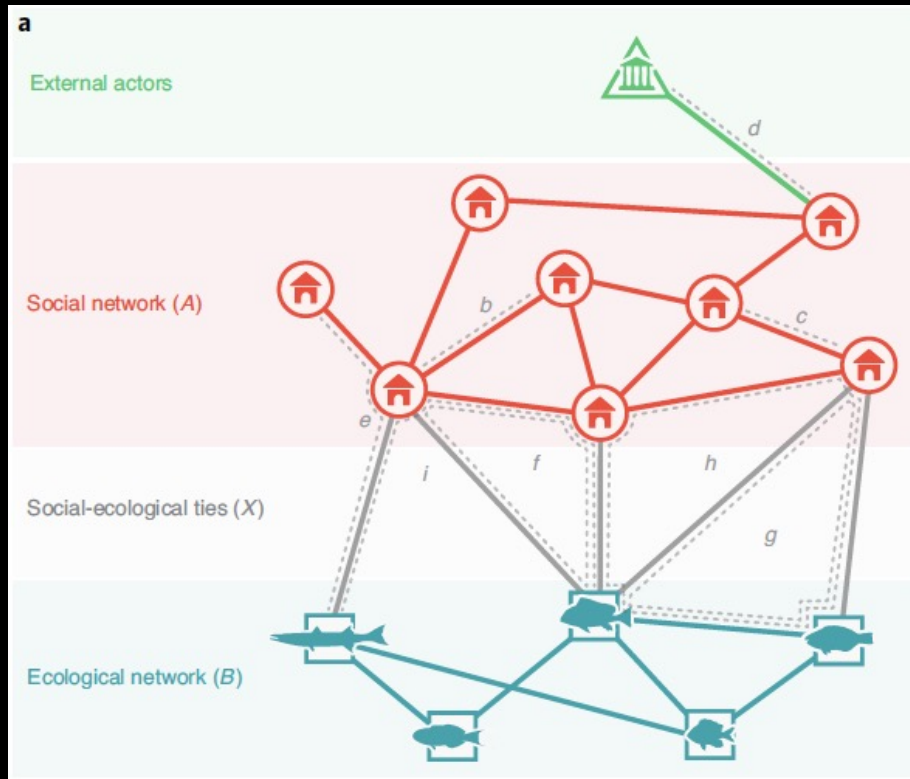 a
External actors
d
Social network (A)
b
c
e
i
f
h
Social-ecological ties (X)
g
Ecological network (B)